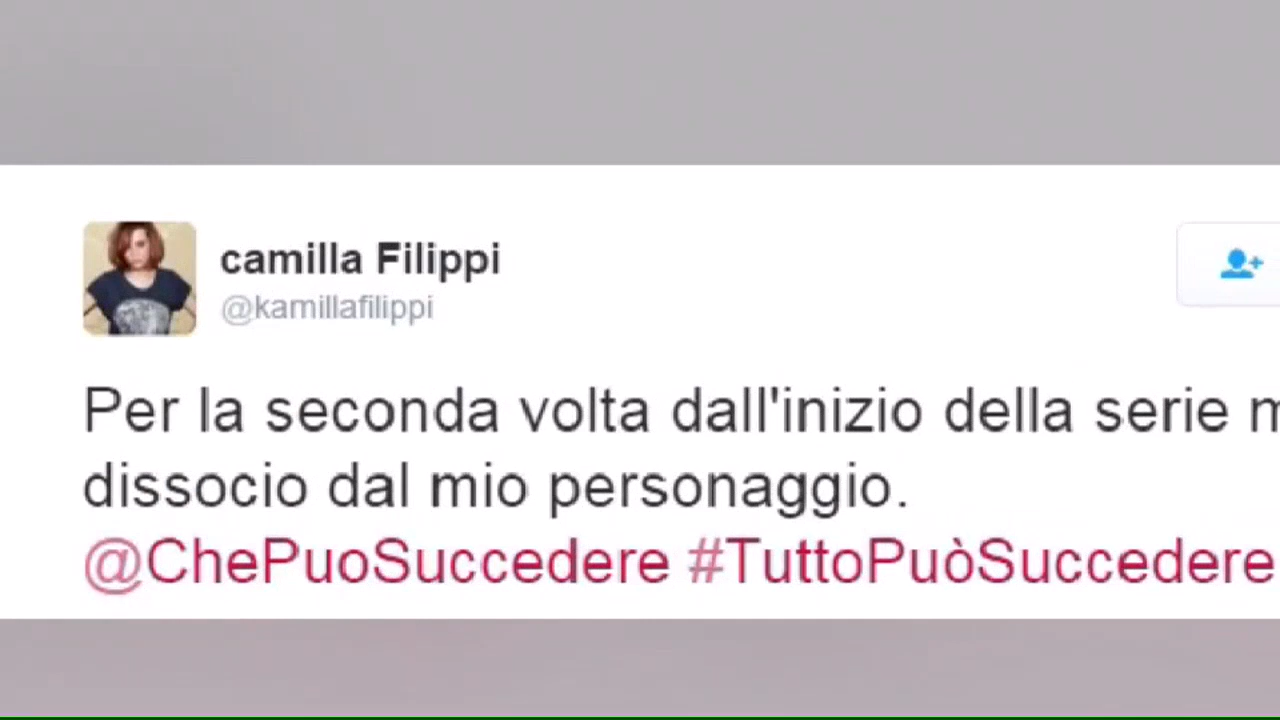 camilla Filippi
@kamillafilippi
Per la seconda volta dall'inizio della serie
dissocio dal mio personaggio.
@ChePuoSuccedere #TuttoPuòSuccedere